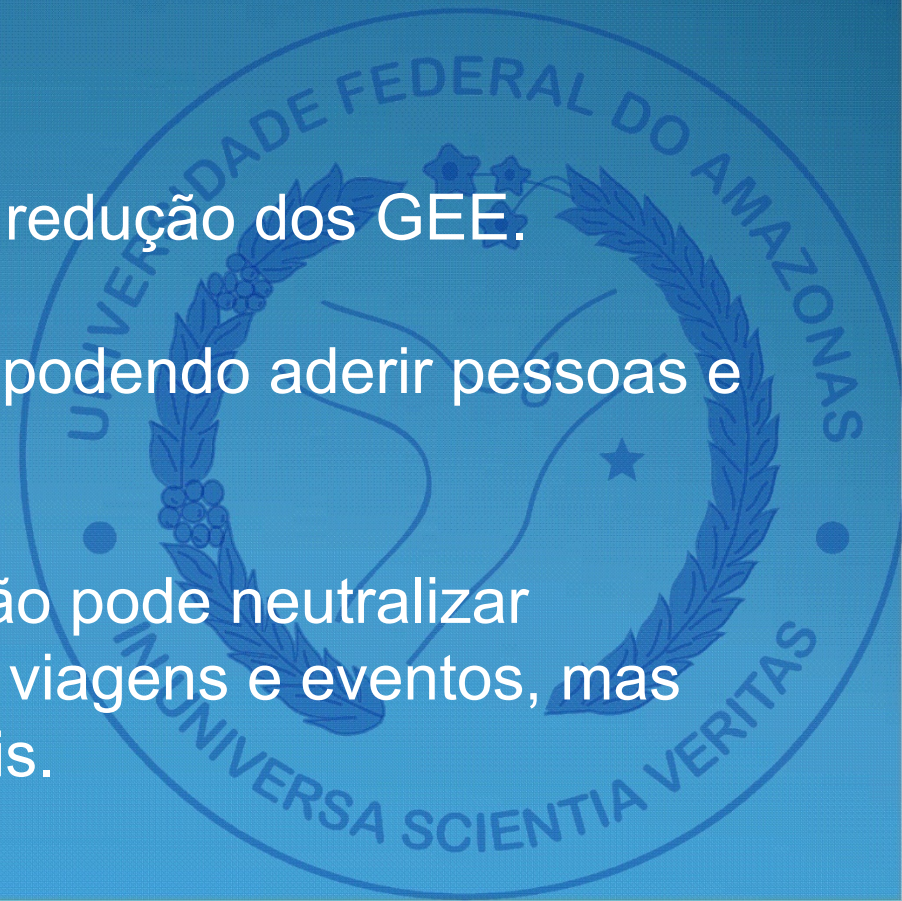 UNIVERSIDADE FEDERAL DO AMAZONAS
redução dos GEE.
podendo aderir pessoas e
ão pode neutralizar
viagens e eventos, mas
is.
IN UNIVERSA SCIENTIA VERITAS